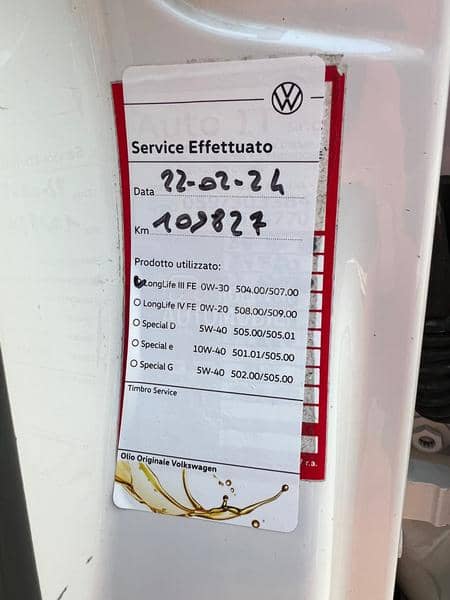 Service Effettuato
Data 22-02-24
Km 109827
Prodotto utilizzato:
LongLife III FE 0W-30 504.00/507.00
LongLife IV FE 0W-20 508.00/509.00
Special D 5W-40 505.00/505.01
Special e 10W-40 501.01/505.00
Special G 5W-40 502.00/505.00
Timbro Service
Olio Originale Volkswagen
r.a.